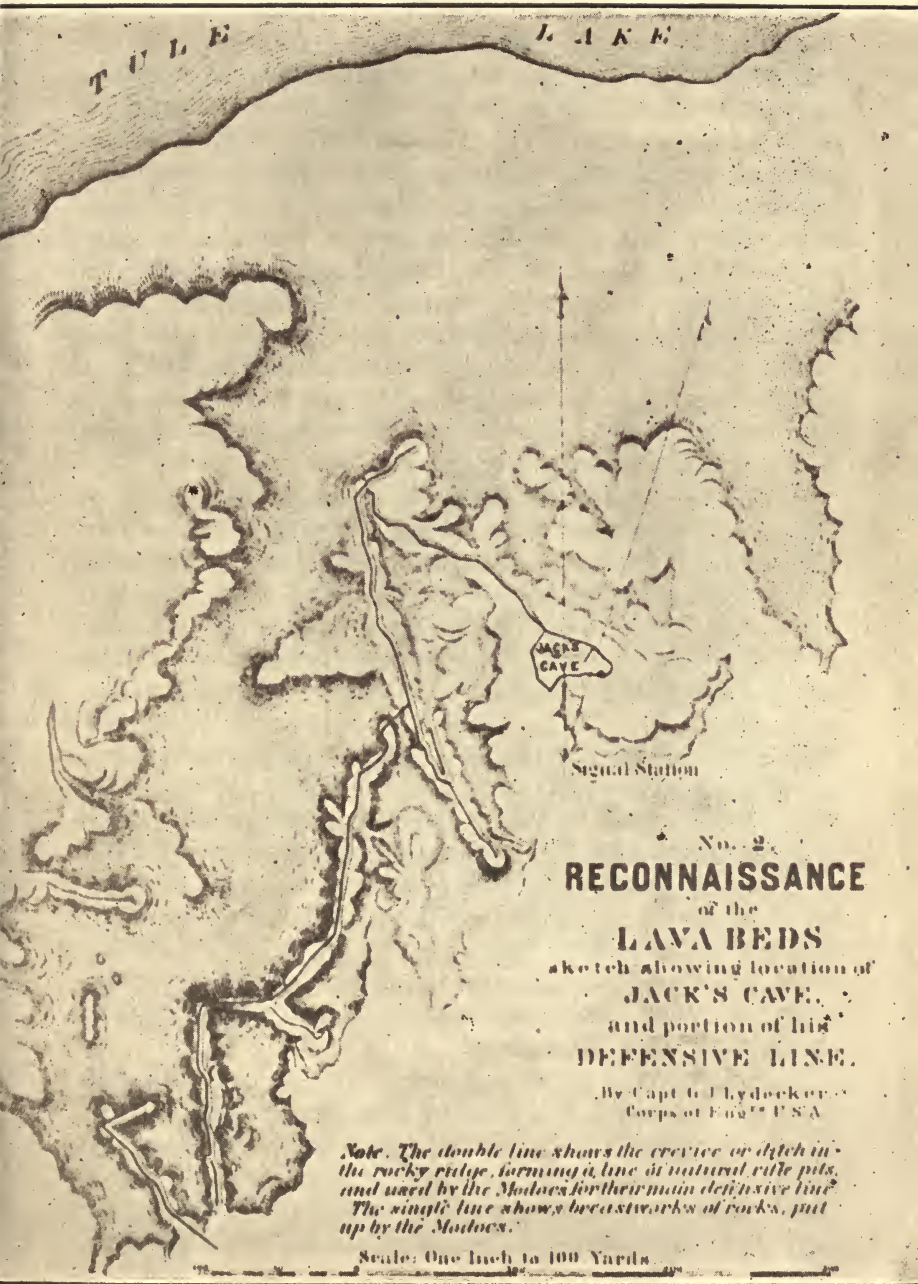 TULE LAKE
JACKS
CAVE
Signal Station
No. 2.
RECONNAISSANCE
of the
LAVA BEDS
sketch showing location of
JACK'S CAVE.
and portion of his
DEFENSIVE LINE.
By Capt G J Lydecker
Corps of Engrs U S A
Note. The double line shows the crevice or ditch in
the rocky ridge, forming a line of natural rifle pits,
and used by the Modocs for their main defensive line
The single line shows breastworks of rocks, put
up by the Modocs.
Scale: One Inch to 100 Yards.